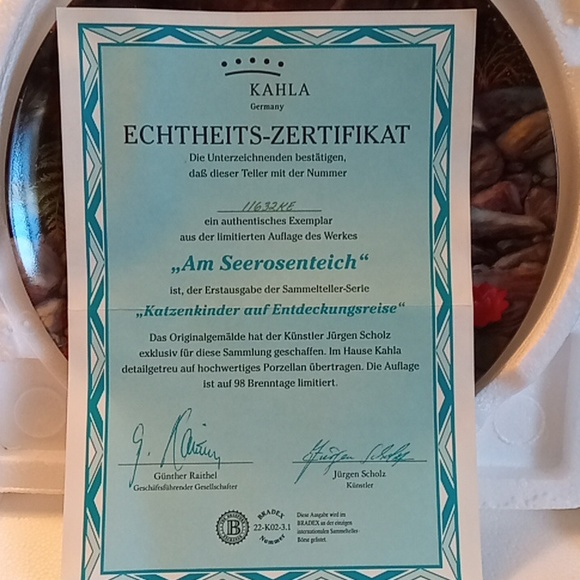 KAHLA
Germany
ECHTHEITS-ZERTIFIKAT
Die Unterzeichnenden bestätigen,
daß dieser Teller mit der Nummer
11632KE
ein authentisches Exemplar
aus der limitierten Auflage des Werkes
„Am Seerosenteich“
ist, der Erstausgabe der Sammelteller-Serie
„Katzenkinder auf Entdeckungsreise“
Das Originalgemälde hat der Künstler Jürgen Scholz
exklusiv für diese Sammlung geschaffen. Im Hause Kahla
detailgetreu auf hochwertiges Porzellan übertragen. Die Auflage
ist auf 98 Brenntage limitiert.
G. Raithel
Jürgen Scholz
Günther Raithel
Geschäftsführender Gesellschafter
Jürgen Scholz
Künstler
B
BRADEX
22-K02-3.1
Nummer
Diese Ausgabe wird im
BRADEX an der einzigen
internationalen Sammelteller-
Börse gelistet.